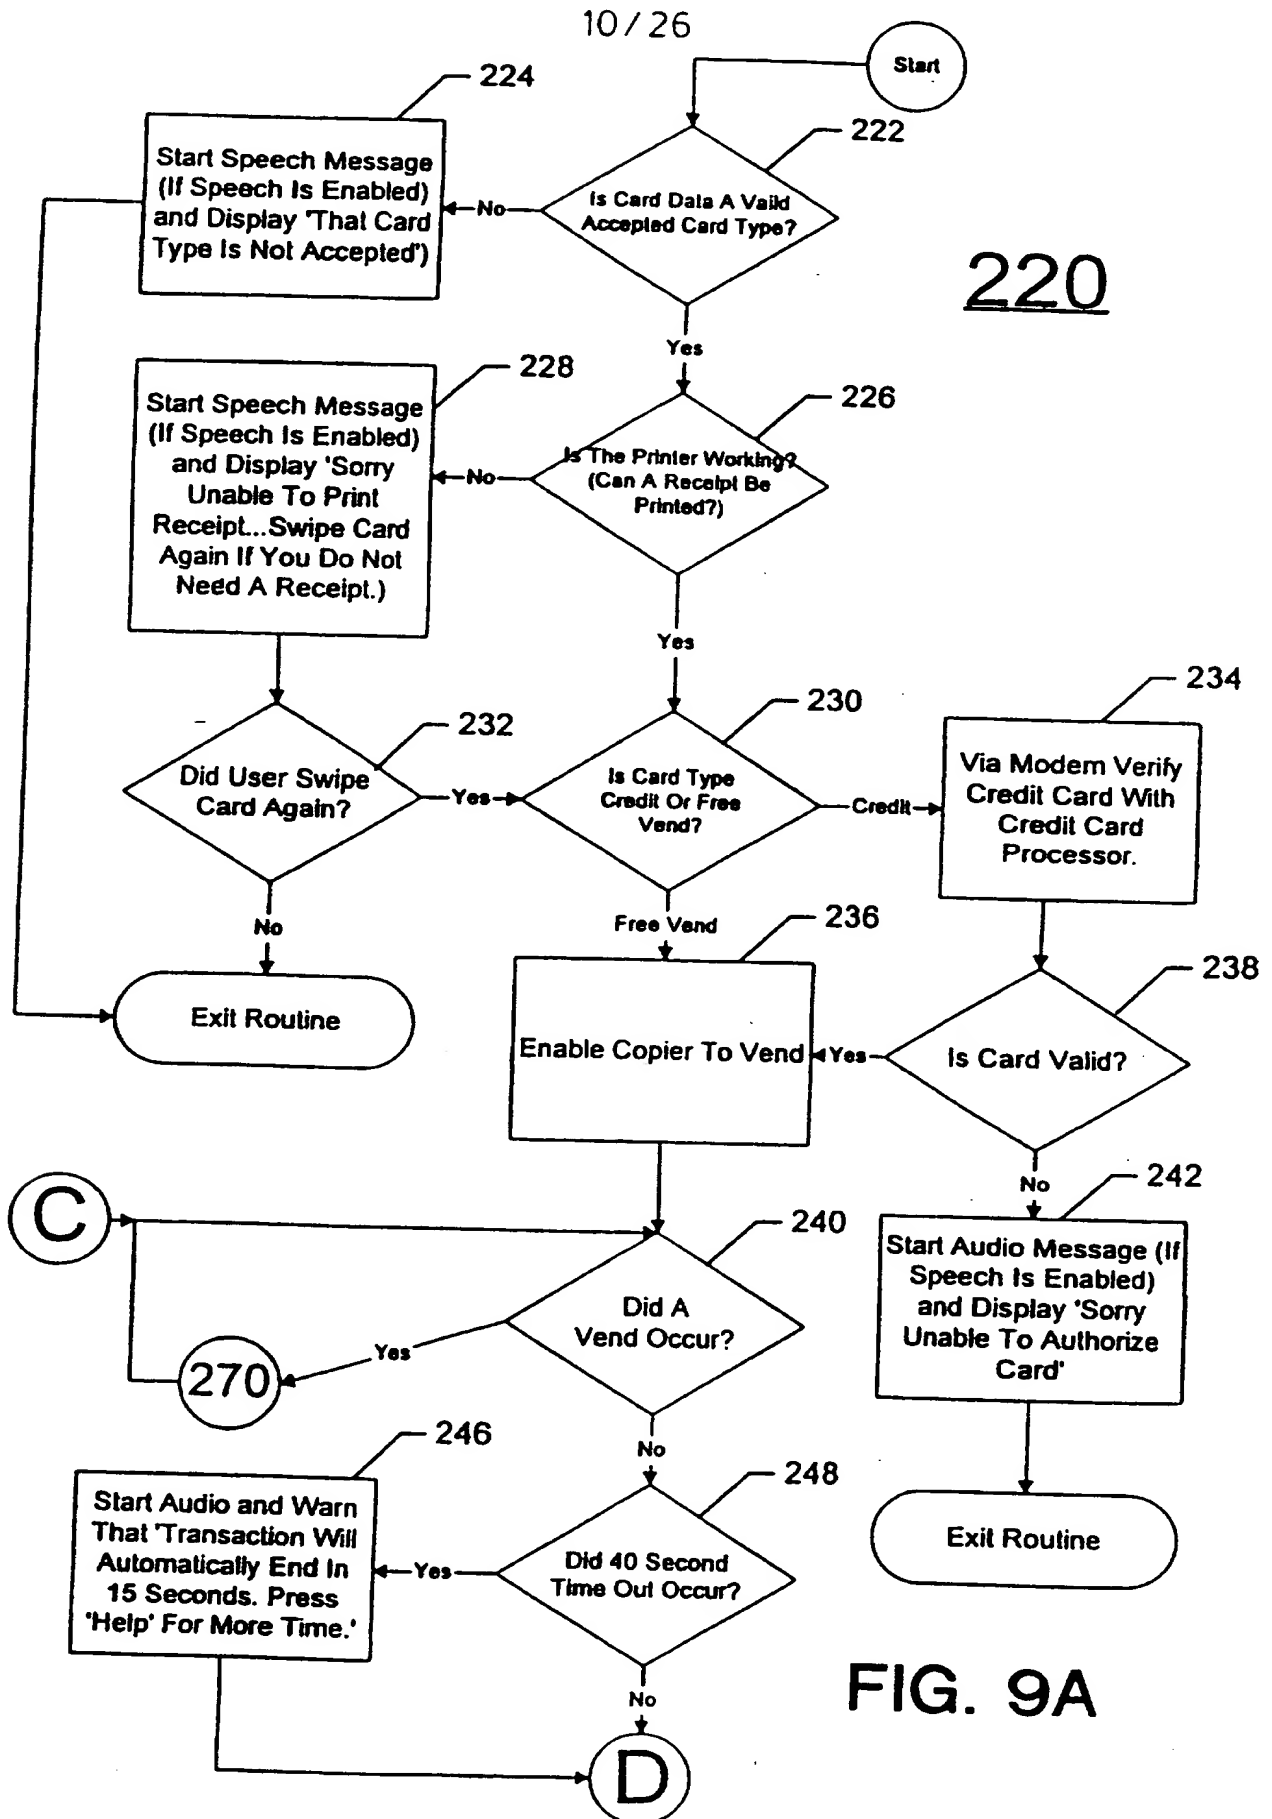 10/26
Start
224
222
Start Speech Message
(If Speech Is Enabled)
and Display 'That Card
Type Is Not Accepted')
No
Is Card Data A Valid
Accepted Card Type?
220
Yes
228
226
Start Speech Message
(If Speech Is Enabled)
and Display 'Sorry
Unable To Print
Receipt...Swipe Card
Again If You Do Not
Need A Receipt.)
No
Is The Printer Working?
(Can A Receipt Be
Printed?)
Yes
234
232
230
Did User Swipe
Card Again?
Yes
Is Card Type
Credit Or Free
Vend?
Credit
Via Modem Verify
Credit Card With
Credit Card
Processor.
No
Free Vend
236
238
Exit Routine
Enable Copier To Vend
Yes
Is Card Valid?
No
242
C
240
Start Audio Message (If
Speech Is Enabled)
and Display 'Sorry
Unable To Authorize
Card'
Did A
Vend Occur?
Yes
270
No
246
248
Start Audio and Warn
That 'Transaction Will
Automatically End In
15 Seconds. Press
'Help' For More Time.'
Yes
Did 40 Second
Time Out Occur?
Exit Routine
No
FIG. 9A
D